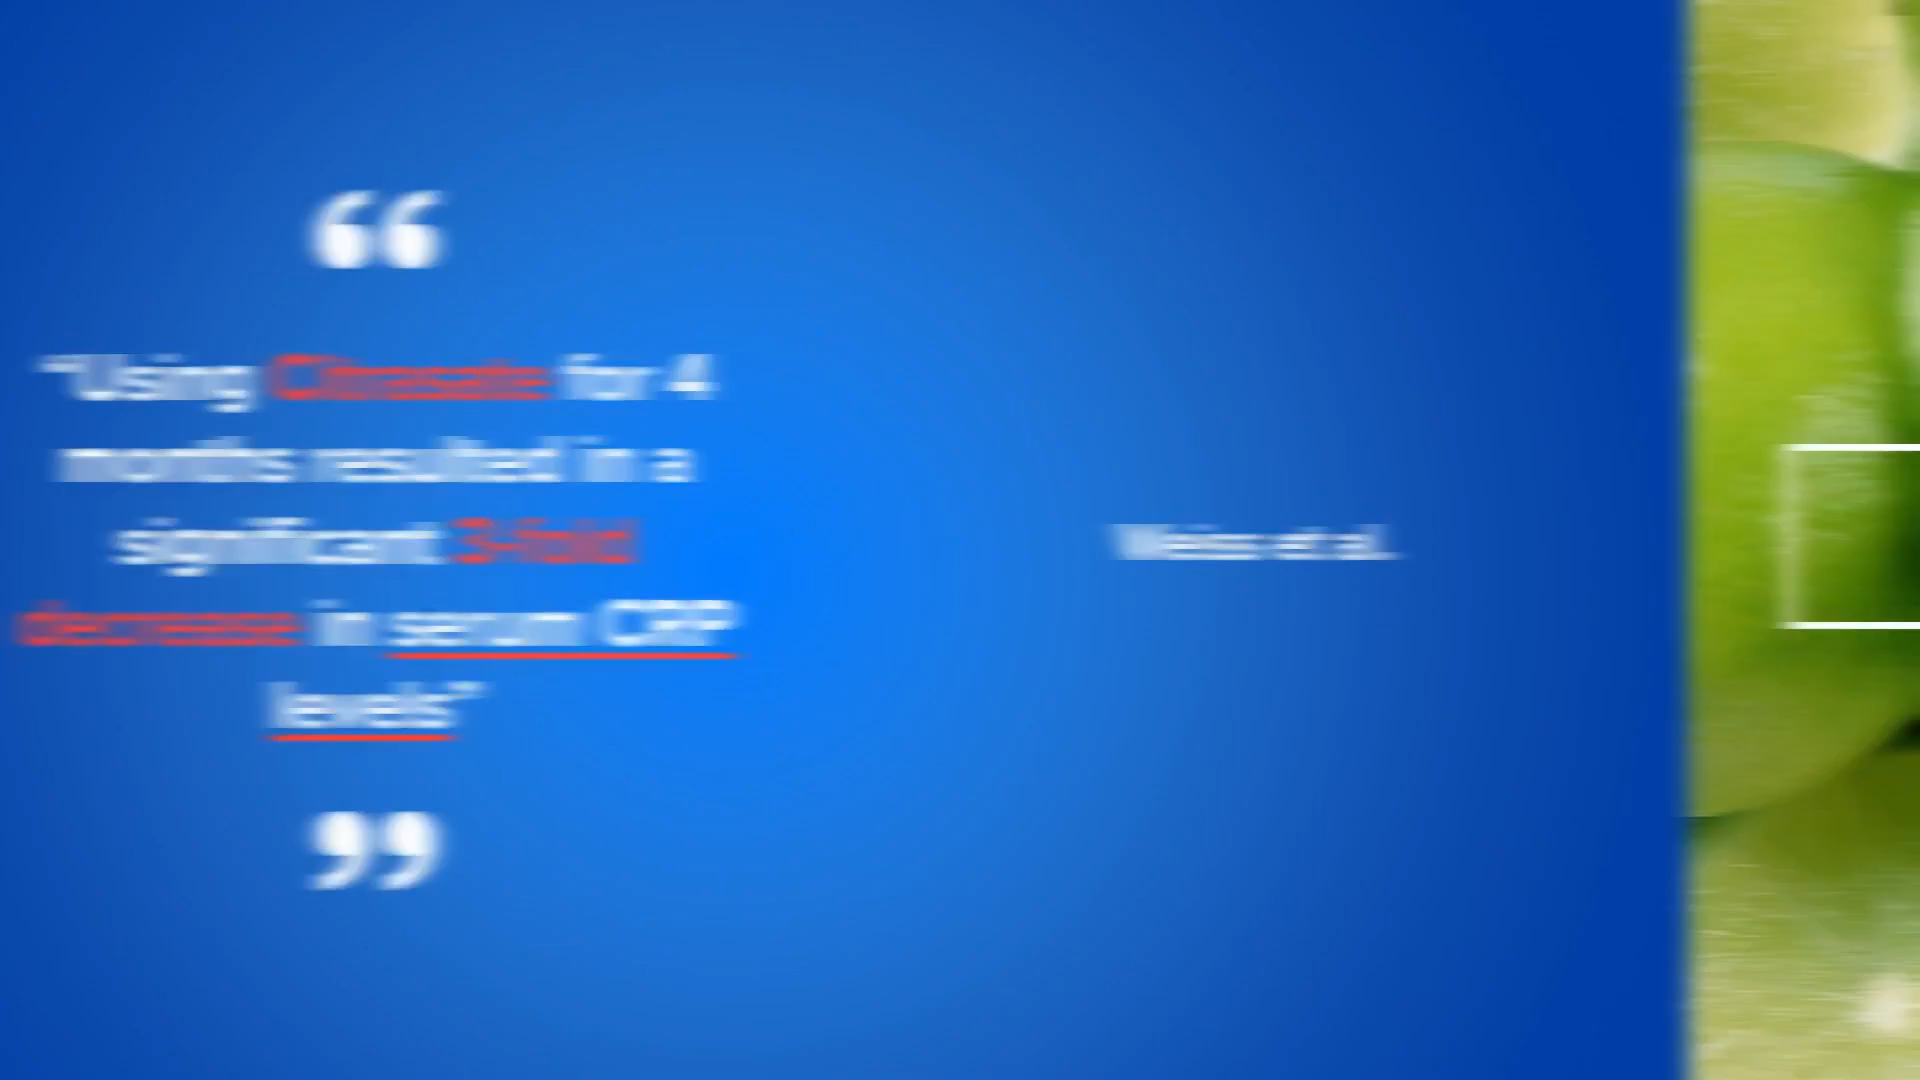 “Using for 4
months resulted in a
significant 3-fold
decrease in serum CRP
levels”
Weiss et al.